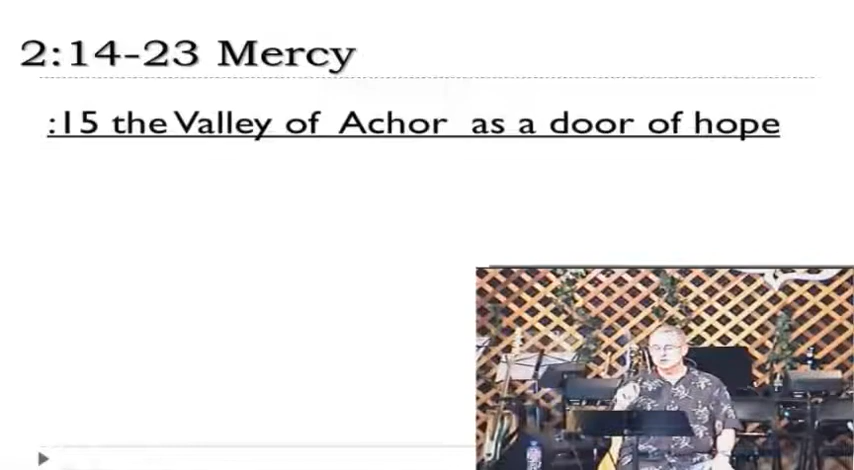 2:14-23 Mercy
:15 the Valley of Achor as a door of hope